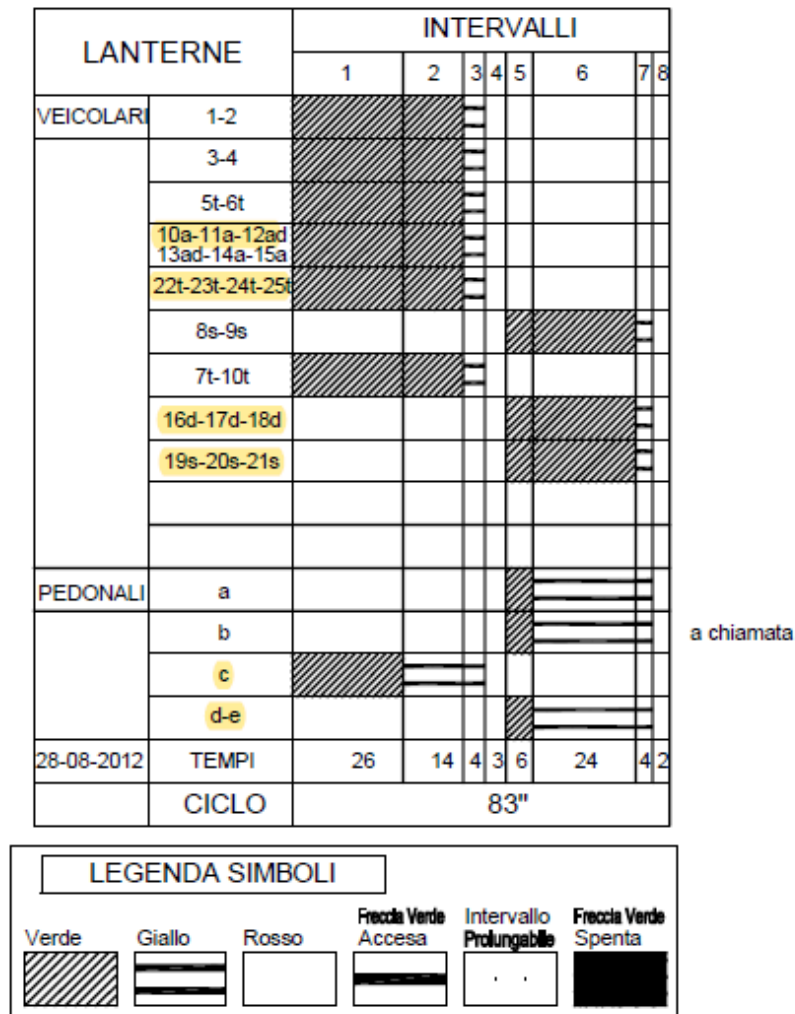 LANTERNE INTERVALLI
1 2 3 4 5 6 7 8
VEICOLARI 1-2
3-4
5t-6t
10a-11a-12ad
13ad-14a-15a
22t-23t-24t-25t
8s-9s
7t-10t
16d-17d-18d
19s-20s-21s
PEDONALI a
b a chiamata
c
d-e
28-08-2012 TEMPI 26 14 4 3 6 24 4 2
CICLO 83"
LEGENDA SIMBOLI
Verde Giallo Rosso Freccia Verde Accesa Intervallo Prolungabile Freccia Verde Spenta